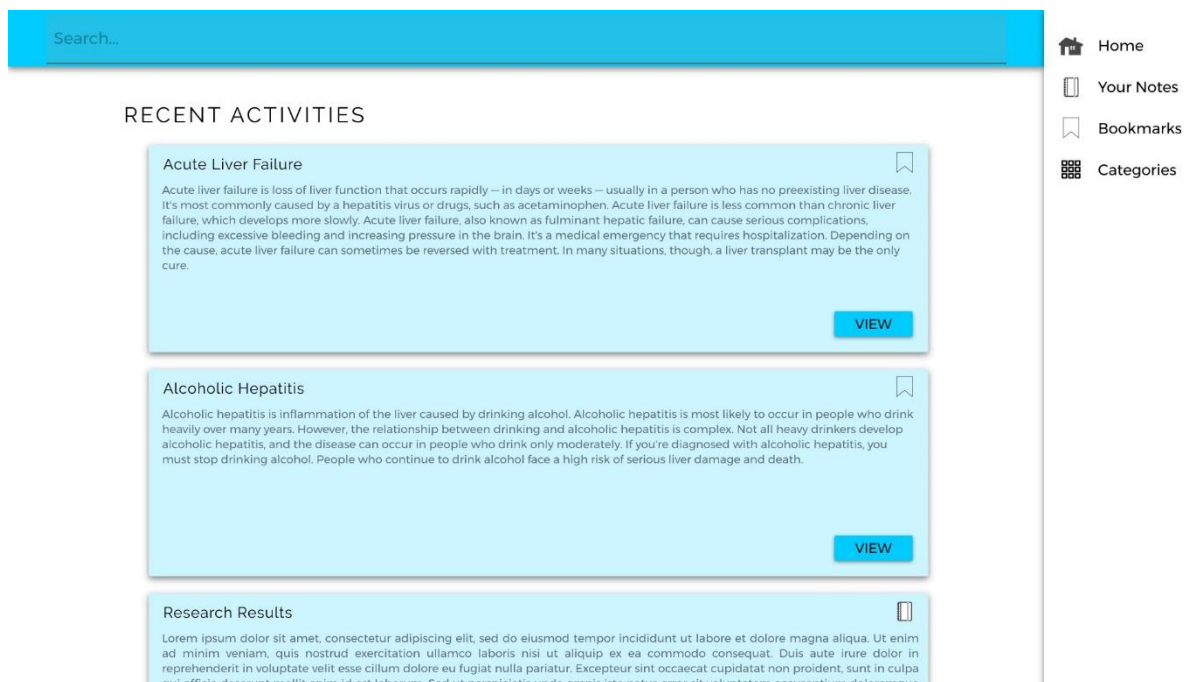 Search...
Home
Your Notes
Bookmarks
Categories
RECENT ACTIVITIES
Acute Liver Failure
Acute liver failure is loss of liver function that occurs rapidly — in days or weeks — usually in a person who has no preexisting liver disease.
It's most commonly caused by a hepatitis virus or drugs, such as acetaminophen. Acute liver failure is less common than chronic liver
failure, which develops more slowly. Acute liver failure, also known as fulminant hepatic failure, can cause serious complications,
including excessive bleeding and increasing pressure in the brain. It's a medical emergency that requires hospitalization. Depending on
the cause, acute liver failure can sometimes be reversed with treatment. In many situations, though, a liver transplant may be the only
cure.
VIEW
Alcoholic Hepatitis
Alcoholic hepatitis is inflammation of the liver caused by drinking alcohol. Alcoholic hepatitis is most likely to occur in people who drink
heavily over many years. However, the relationship between drinking and alcoholic hepatitis is complex. Not all heavy drinkers develop
alcoholic hepatitis, and the disease can occur in people who drink only moderately. If you're diagnosed with alcoholic hepatitis, you
must stop drinking alcohol. People who continue to drink alcohol face a high risk of serious liver damage and death.
VIEW
Research Results
Lorem ipsum dolor sit amet, consectetur adipiscing elit, sed do eiusmod tempor incididunt ut labore et dolore magna aliqua. Ut enim
ad minim veniam, quis nostrud exercitation ullamco laboris nisi ut aliquip ex ea commodo consequat. Duis aute irure dolor in
reprehenderit in voluptate velit esse cillum dolore eu fugiat nulla pariatur. Excepteur sint occaecat cupidatat non proident, sunt in culpa